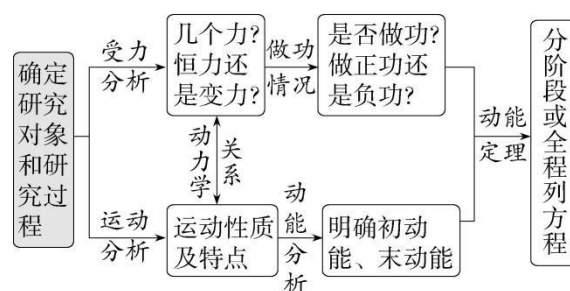 确定
研究
对象
和研
究过
程
受力
分析
几个力?
恒力还
是变力?
做功
情况
是否做功?
做正功还
是负功?
动力学
关系
运动
分析
运动性质
及特点
动能分析
明确初动
能、末动能
动能
定理
分阶段或全程列方程